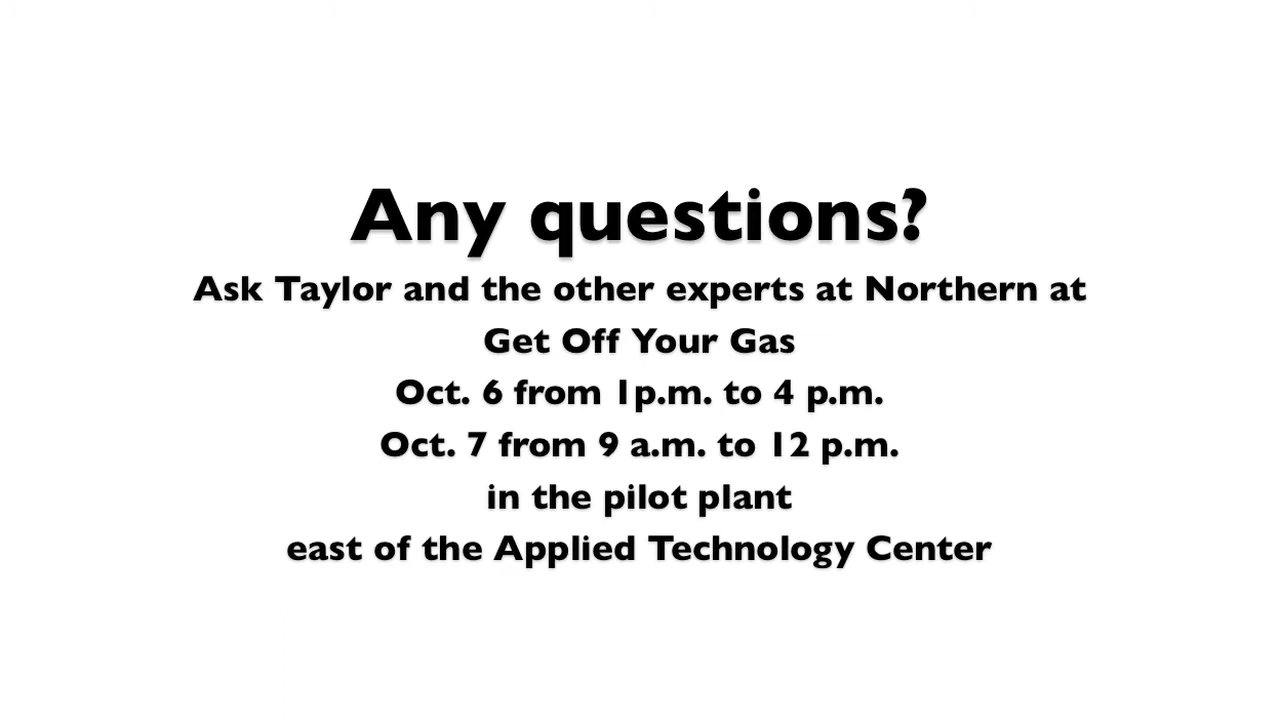 Any questions?
Ask Taylor and the other experts at Northern at
Get Off Your Gas
Oct. 6 from 1p.m. to 4 p.m.
Oct. 7 from 9 a.m. to 12 p.m.
in the pilot plant
east of the Applied Technology Center